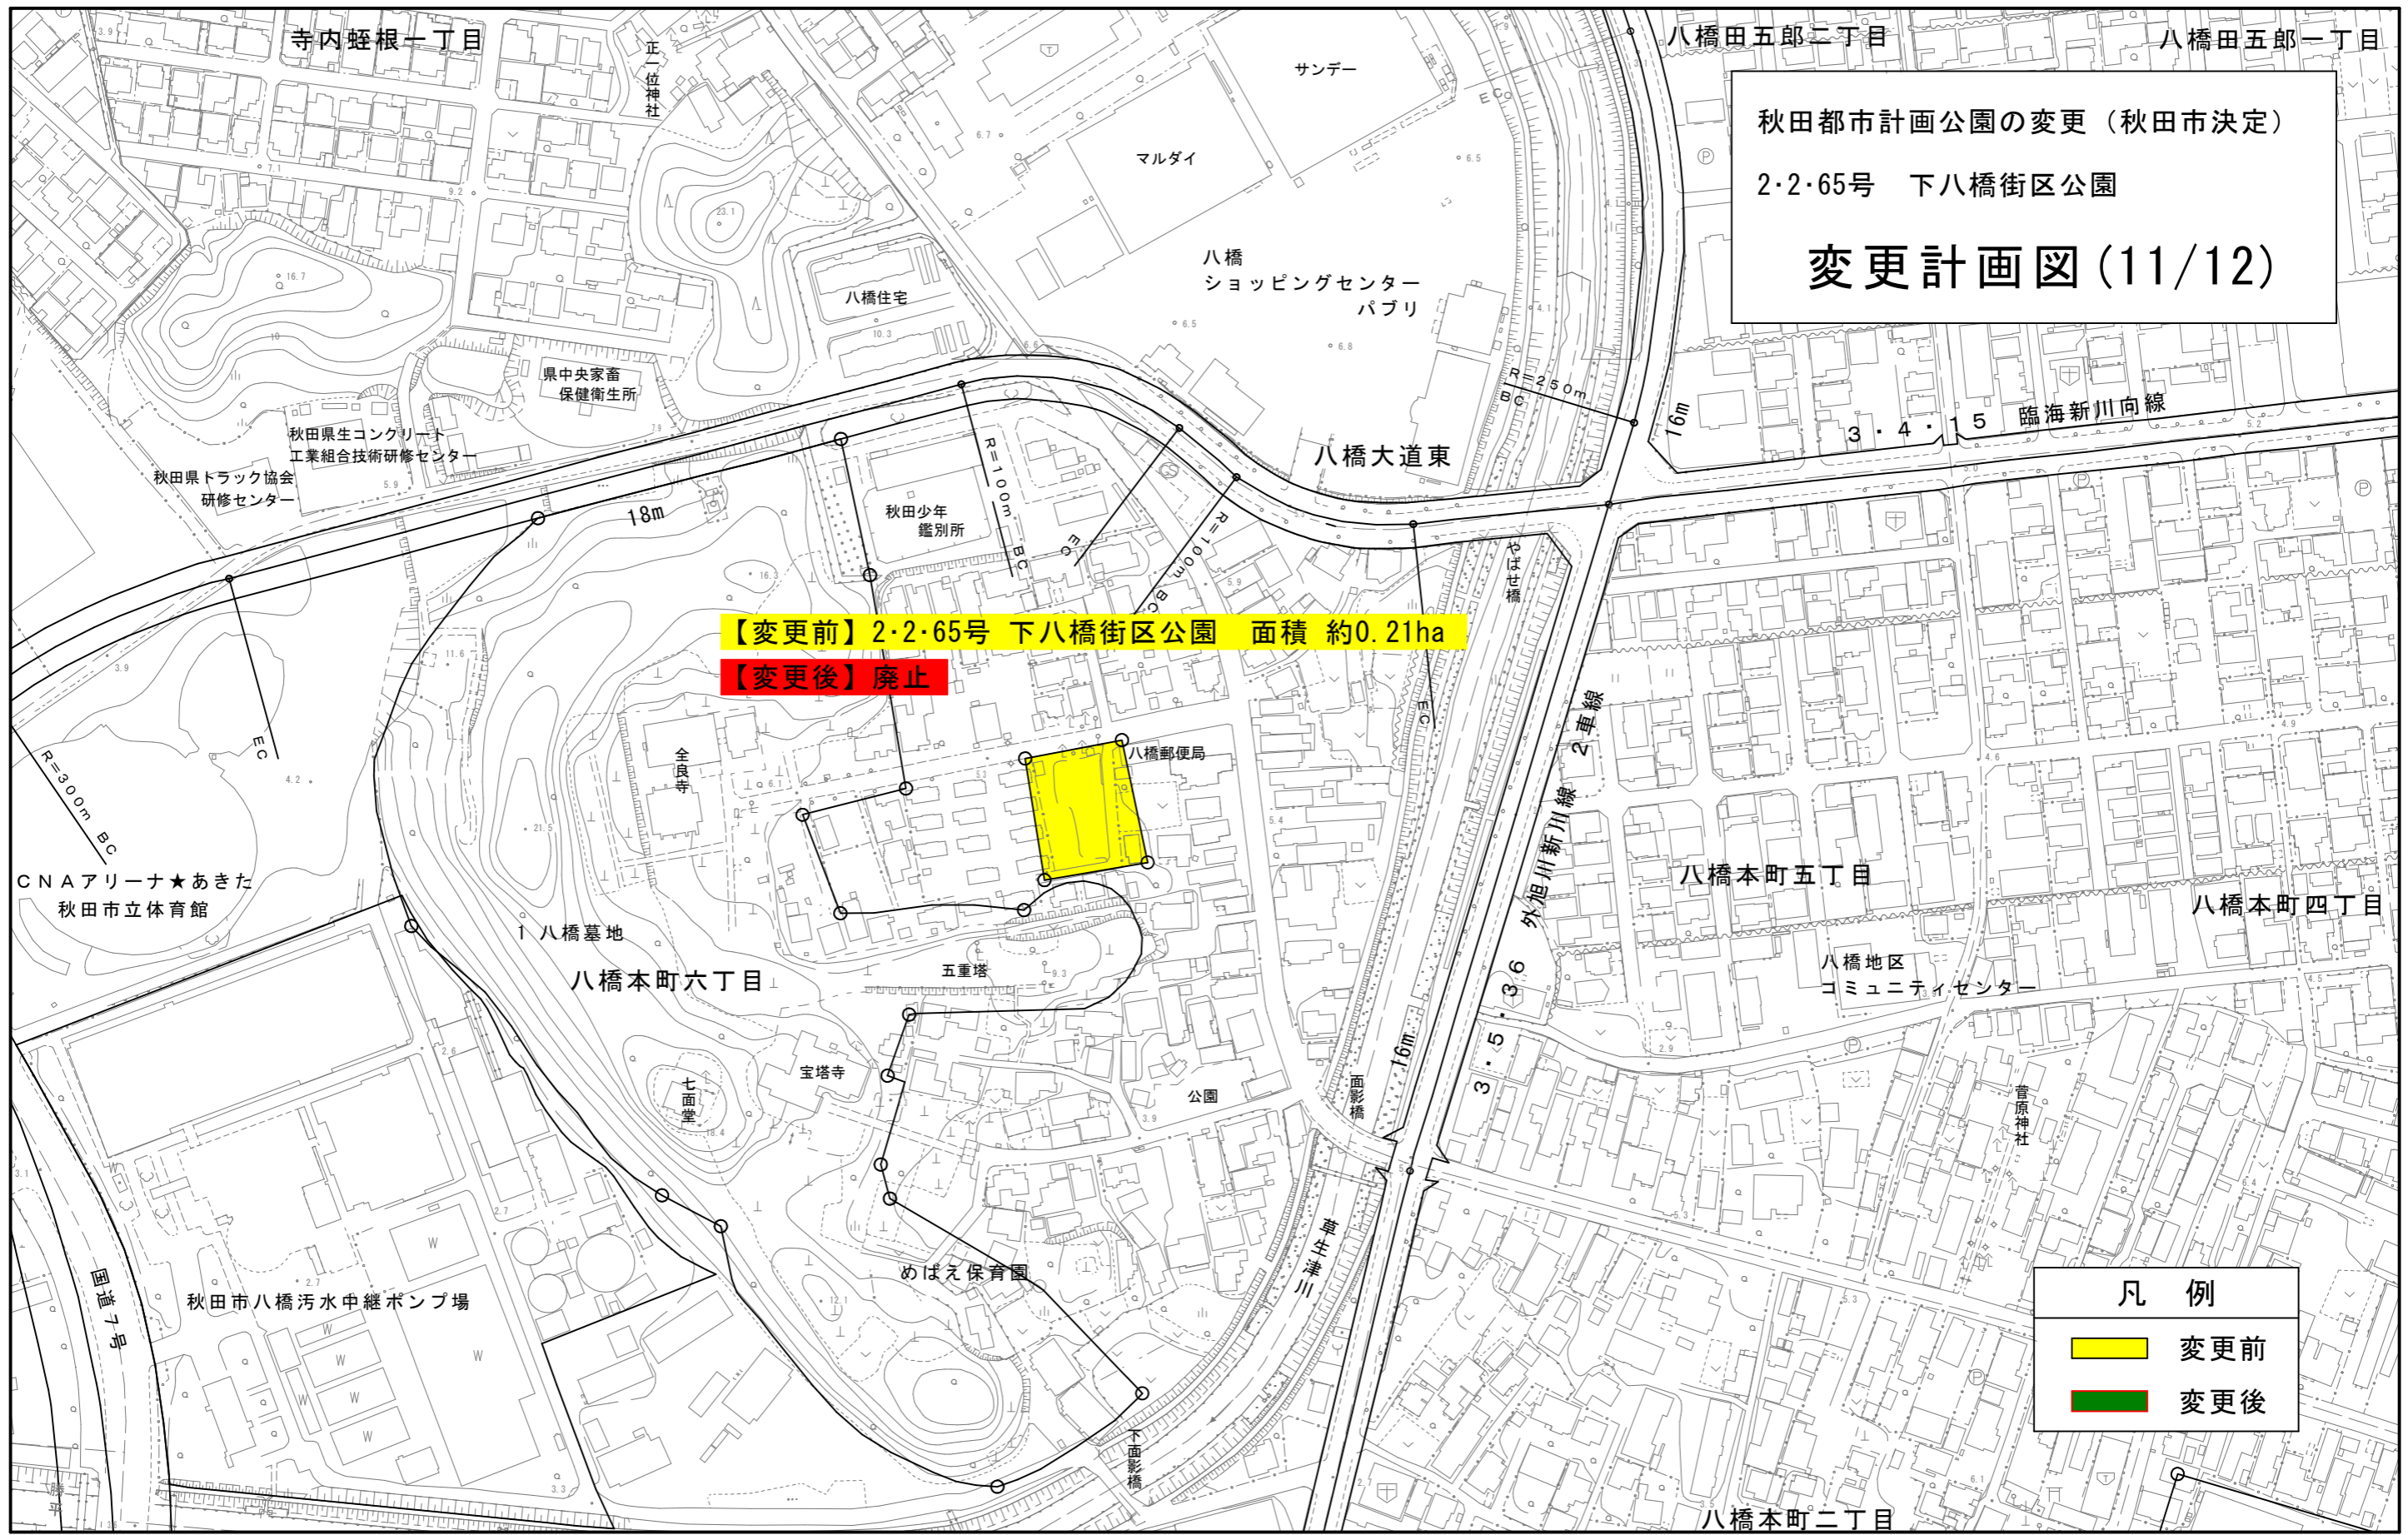 寺内蛭根一丁目
正一位神社
サンデー
マルダイ
八橋田五郎二丁目
八橋田五郎一丁目
秋田都市計画公園の変更（秋田市決定）
2・2・65号　下八橋街区公園
変更計画図(11/12)
八橋
ショッピングセンター
パブリ
八橋住宅
県中央家畜
保健衛生所
秋田県生コンクリート
工業組合技術研修センター
秋田県トラック協会
研修センター
18m
秋田少年
鑑別所
R=100m BC
EC
R=100m BC
EC
八橋大道東
R=250m
BC
EC
16m
3・4・15 臨海新川向線
やばせ橋
【変更前】2・2・65号 下八橋街区公園　面積 約0.21ha
【変更後】廃止
EC
R=300m BC
全良寺
八橋郵便局
外旭川新川線 2車線
3・5・36
16m
CNAアリーナ★あきた
秋田市立体育館
1 八橋墓地
八橋本町六丁目
五重塔
八橋本町五丁目
八橋本町四丁目
八橋地区
コミュニティセンター
七面堂
宝塔寺
公園
面影橋
菅原神社
草生津川
めばえ保育園
国道7号
秋田市八橋汚水中継ポンプ場
下面影橋
八橋本町二丁目
凡 例
変更前
変更後